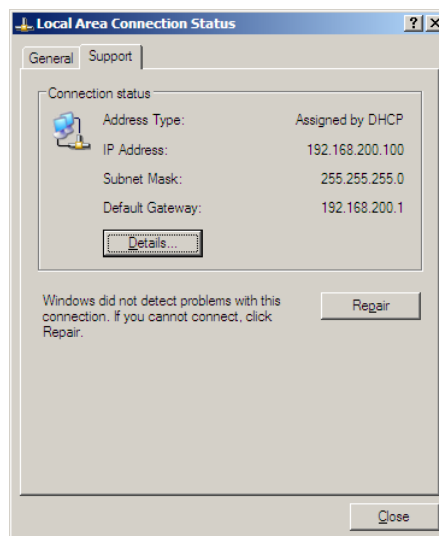 Local Area Connection Status
General Support
Connection status
Address Type: Assigned by DHCP
IP Address: 192.168.200.100
Subnet Mask: 255.255.255.0
Default Gateway: 192.168.200.1
Details...
Windows did not detect problems with this
connection. If you cannot connect, click
Repair.
Repair
Close